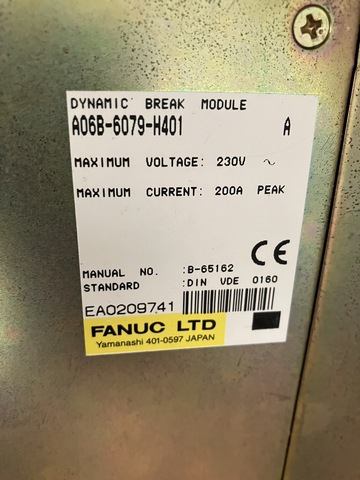 DYNAMIC BREAK MODULE
A06B-6079-H401 A
MAXIMUM VOLTAGE: 230V ~
MAXIMUM CURRENT: 200A PEAK
CE
MANUAL NO. :B-65162
STANDARD :DIN VDE 0160
EA0209741
FANUC LTD
Yamanashi 401-0597 JAPAN